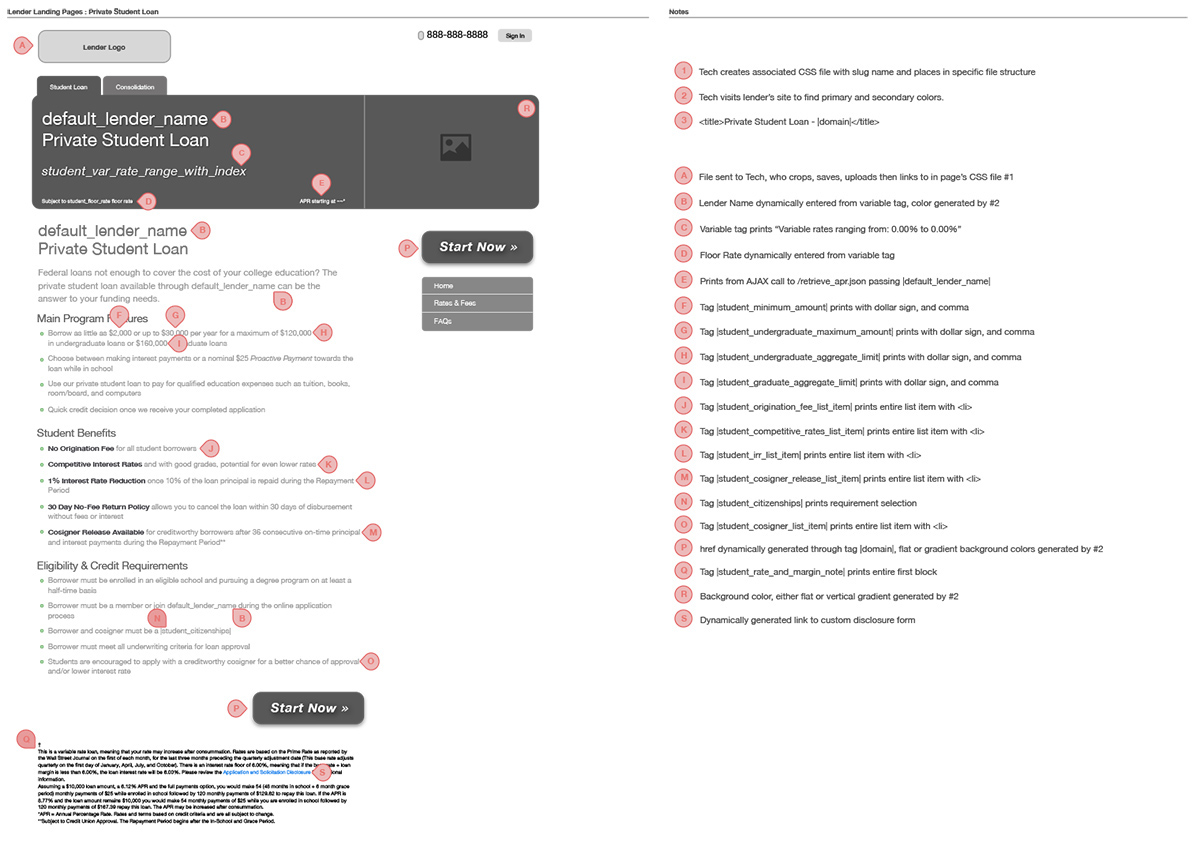 Lender Landing Pages : Private Student Loan
A
Lender Logo
888-888-8888
Sign In
Student Loan
Consolidation
default_lender_name
B
Private Student Loan
C
student_var_rate_range_with_index
E
Subject to student_floor_rate floor rate
D
APR starting at ~~*
R
default_lender_name
B
Private Student Loan
P
Start Now »
Federal loans not enough to cover the cost of your college education? The
private student loan available through default_lender_name can be the
answer to your funding needs.
B
Home
Rates & Fees
FAQs
Main Program
F
G
Borrow as little as $2,000 or up to $30,000 per year for a maximum of $120,000
H
in undergraduate loans or $160,000
I
loans
Choose between making interest payments or a nominal $25 Proactive Payment towards the
loan while in school
Use our private student loan to pay for qualified education expenses such as tuition, books,
room/board, and computers
Quick credit decision once we receive your completed application
Student Benefits
No Origination Fee for all student borrowers
J
Competitive Interest Rates and with good grades, potential for even lower rates
K
1% Interest Rate Reduction once 10% of the loan principal is repaid during the Repayment
L
Period
30 Day No-Fee Return Policy allows you to cancel the loan within 30 days of disbursement
without fees or interest
Cosigner Release Available for creditworthy borrowers after 36 consecutive on-time principal
M
and interest payments during the Repayment Period**
Eligibility & Credit Requirements
Borrower must be enrolled in an eligible school and pursuing a degree program on at least a
half-time basis
Borrower must be a member or join default_lender_name during the online application
process
N
B
Borrower and cosigner must be a |student_citizenships|
Borrower must meet all underwriting criteria for loan approval
Students are encouraged to apply with a creditworthy cosigner for a better chance of approval
O
and/or lower interest rate
P
Start Now »
Q
†
This is a variable rate loan, meaning that your rate may increase after consummation. Rates are based on the Prime Rate as reported by
the Wall Street Journal on the first of each month, for the last three months preceding the quarterly adjustment date (This base rate adjusts
quarterly on the first day of January, April, July, and October). There is an interest rate floor of 6.00%, meaning that if the rate + loan
margin is less than 6.00%, the loan interest rate will be 6.00%. Please review the Application and Solicitation Disclosure
S
information.
Assuming a $10,000 loan amount, a 6.12% APR and the full payments option, you would make 54 (48 months in school + 6 month grace
period) monthly payments of $25 while enrolled in school followed by 120 monthly payments of $129.62 to repay this loan. If the APR is
8.77% and the loan amount remains $10,000 you would make 54 monthly payments of $25 while you are enrolled in school followed by
120 monthly payments of $167.39 repay this loan. The APR may be increased after consummation.
*APR = Annual Percentage Rate. Rates and terms based on credit criteria and are all subject to change.
**Subject to Credit Union Approval. The Repayment Period begins after the In-School and Grace Period.
Notes
1 Tech creates associated CSS file with slug name and places in specific file structure
2 Tech visits lender's site to find primary and secondary colors.
3 <title>Private Student Loan - |domain|</title>
A File sent to Tech, who crops, saves, uploads then links to in page's CSS file #1
B Lender Name dynamically entered from variable tag, color generated by #2
C Variable tag prints “Variable rates ranging from: 0.00% to 0.00%”
D Floor Rate dynamically entered from variable tag
E Prints from AJAX call to /retrieve_apr.json passing |default_lender_name|
F Tag |student_minimum_amount| prints with dollar sign, and comma
G Tag |student_undergraduate_maximum_amount| prints with dollar sign, and comma
H Tag |student_undergraduate_aggregate_limit| prints with dollar sign, and comma
I Tag |student_graduate_aggregate_limit| prints with dollar sign, and comma
J Tag |student_origination_fee_list_item| prints entire list item with <li>
K Tag |student_competitive_rates_list_item| prints entire list item with <li>
L Tag |student_irr_list_item| prints entire list item with <li>
M Tag |student_cosigner_release_list_item| prints entire list item with <li>
N Tag |student_citizenships| prints requirement selection
O Tag |student_cosigner_list_item| prints entire list item with <li>
P href dynamically generated through tag |domain|, flat or gradient background colors generated by #2
Q Tag |student_rate_and_margin_note| prints entire first block
R Background color, either flat or vertical gradient generated by #2
S Dynamically generated link to custom disclosure form